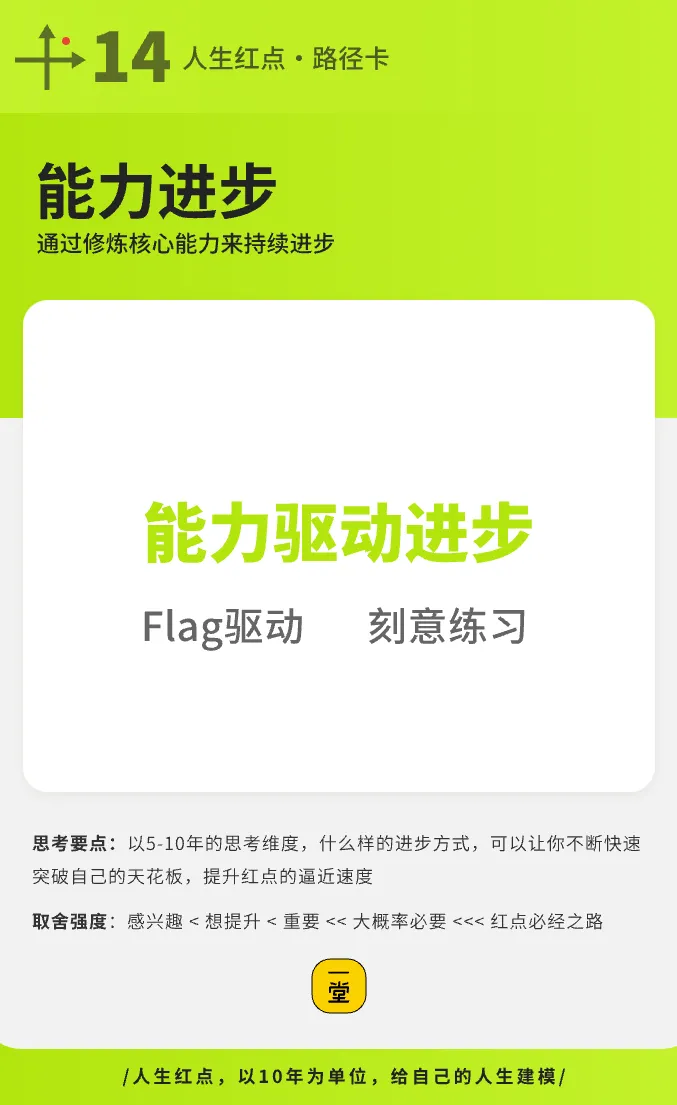 14 人生红点·路径卡
能力进步
通过修炼核心能力来持续进步
能力驱动进步
Flag驱动 刻意练习
思考要点：以5-10年的思考维度，什么样的进步方式，可以让你不断快速
突破自己的天花板，提升红点的逼近速度
取舍强度：感兴趣 < 想提升 < 重要 << 大概率必要 <<< 红点必经之路
一堂
/人生红点，以10年为单位，给自己的人生建模/